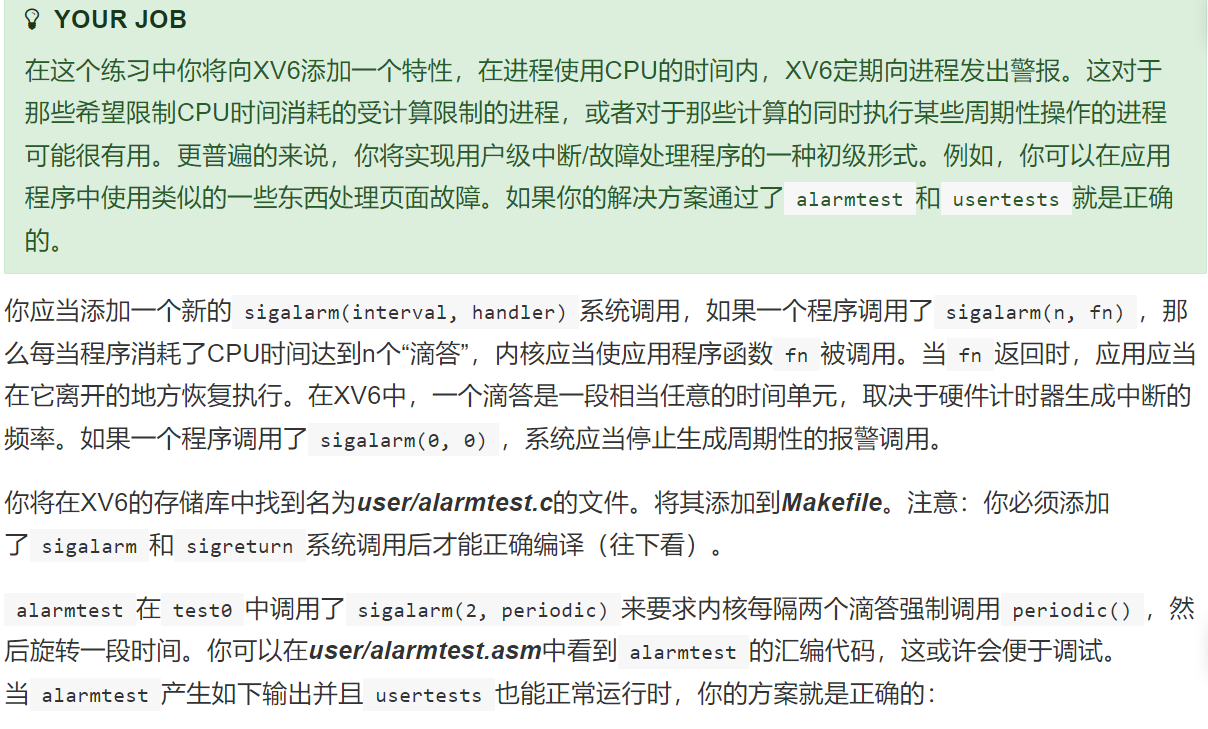 YOUR JOB
在这个练习中你将向XV6添加一个特性，在进程使用CPU的时间内，XV6定期向进程发出警报。这对于
那些希望限制CPU时间消耗的受计算限制的进程，或者对于那些计算的同时执行某些周期性操作的进程
可能很有用。更普遍的来说，你将实现用户级中断/故障处理程序的一种初级形式。例如，你可以在应用
程序中使用类似的一些东西处理页面故障。如果你的解决方案通过了 alarmtest 和 usertests 就是正确
的。
你应当添加一个新的 sigalarm(interval, handler) 系统调用，如果一个程序调用了 sigalarm(n, fn) ，那
么每当程序消耗了CPU时间达到n个“滴答”，内核应当使应用程序函数 fn 被调用。当 fn 返回时，应用应当
在它离开的地方恢复执行。在XV6中，一个滴答是一段相当任意的时间单元，取决于硬件计时器生成中断的
频率。如果一个程序调用了 sigalarm(0, 0) ，系统应当停止生成周期性的报警调用。
你将在XV6的存储库中找到名为user/alarmtest.c的文件。将其添加到Makefile。注意：你必须添加
了 sigalarm 和 sigreturn 系统调用后才能正确编译（往下看）。
alarmtest 在 test0 中调用了 sigalarm(2, periodic) 来要求内核每隔两个滴答强制调用 periodic() ，然
后旋转一段时间。你可以在user/alarmtest.asm中看到 alarmtest 的汇编代码，这或许会便于调试。
当 alarmtest 产生如下输出并且 usertests 也能正常运行时，你的方案就是正确的：